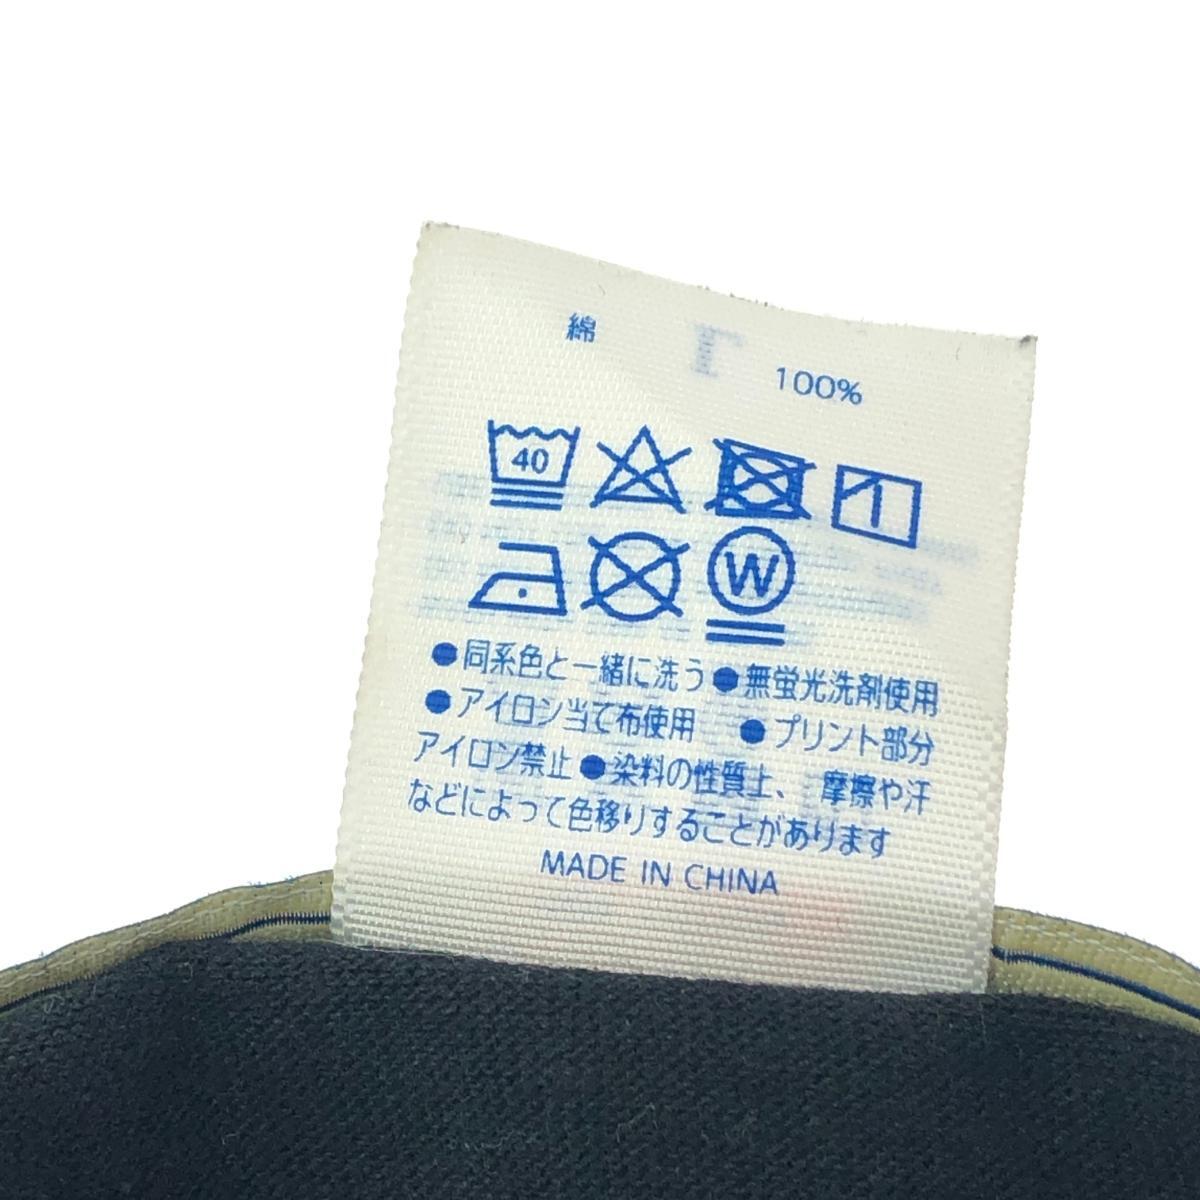 綿 100%
40
W
●同系色と一緒に洗う●無蛍光洗剤使用
●アイロン当て布使用 ●プリント部分
アイロン禁止●染料の性質上、 摩擦や汗
などによって色移りすることがあります
MADE IN CHINA